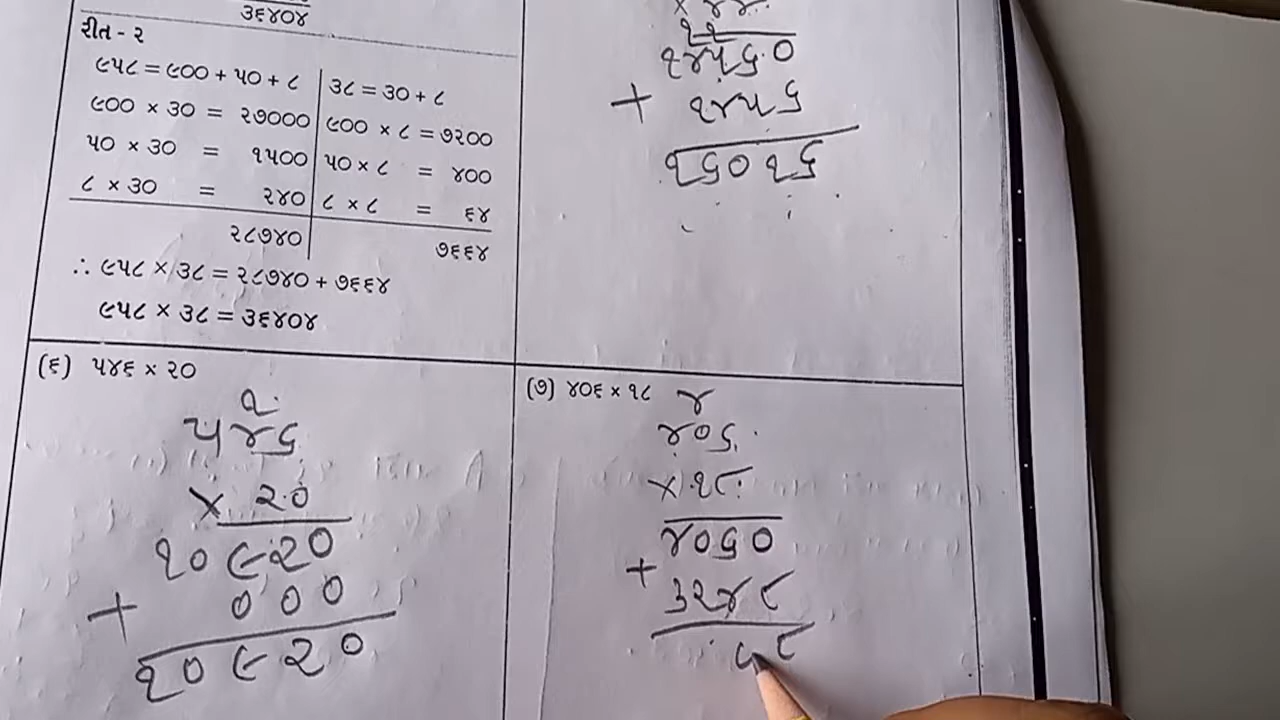 ૩૬૪૦૪
રીત - ૨
૯૫૮ = ૯૦૦ + ૫૦ + ૮
૩૮ = ૩૦ + ૮
૯૦૦ × ૩૦ = ૨૭૦૦૦
૯૦૦ × ૮ = ૭૨૦૦
૫૦ × ૩૦ = ૧૫૦૦
૫૦ × ૮ = ૪૦૦
૮ × ૩૦ = ૨૪૦
૮ × ૮ = ૬૪
૨૮૭૪૦
૭૬૬૪
∴ ૯૫૮ × ૩૮ = ૨૮૭૪૦ + ૭૬૬૪
૯૫૮ × ૩૮ = ૩૬૪૦૪
૧૧
૧૪૫૬૦
+ ૧૪૫૬
૧૬૦૧૬
(૬) ૫૪૬ × ૨૦
૧
૫૪૬
× ૨૦
૧૦૯૨૦
+ ૦૦૦
૧૦૯૨૦
(૭) ૪૦૬ × ૧૮
૪
૪૦૬
× ૧૮
૪૦૬૦
+
૩૨૪૮
૮